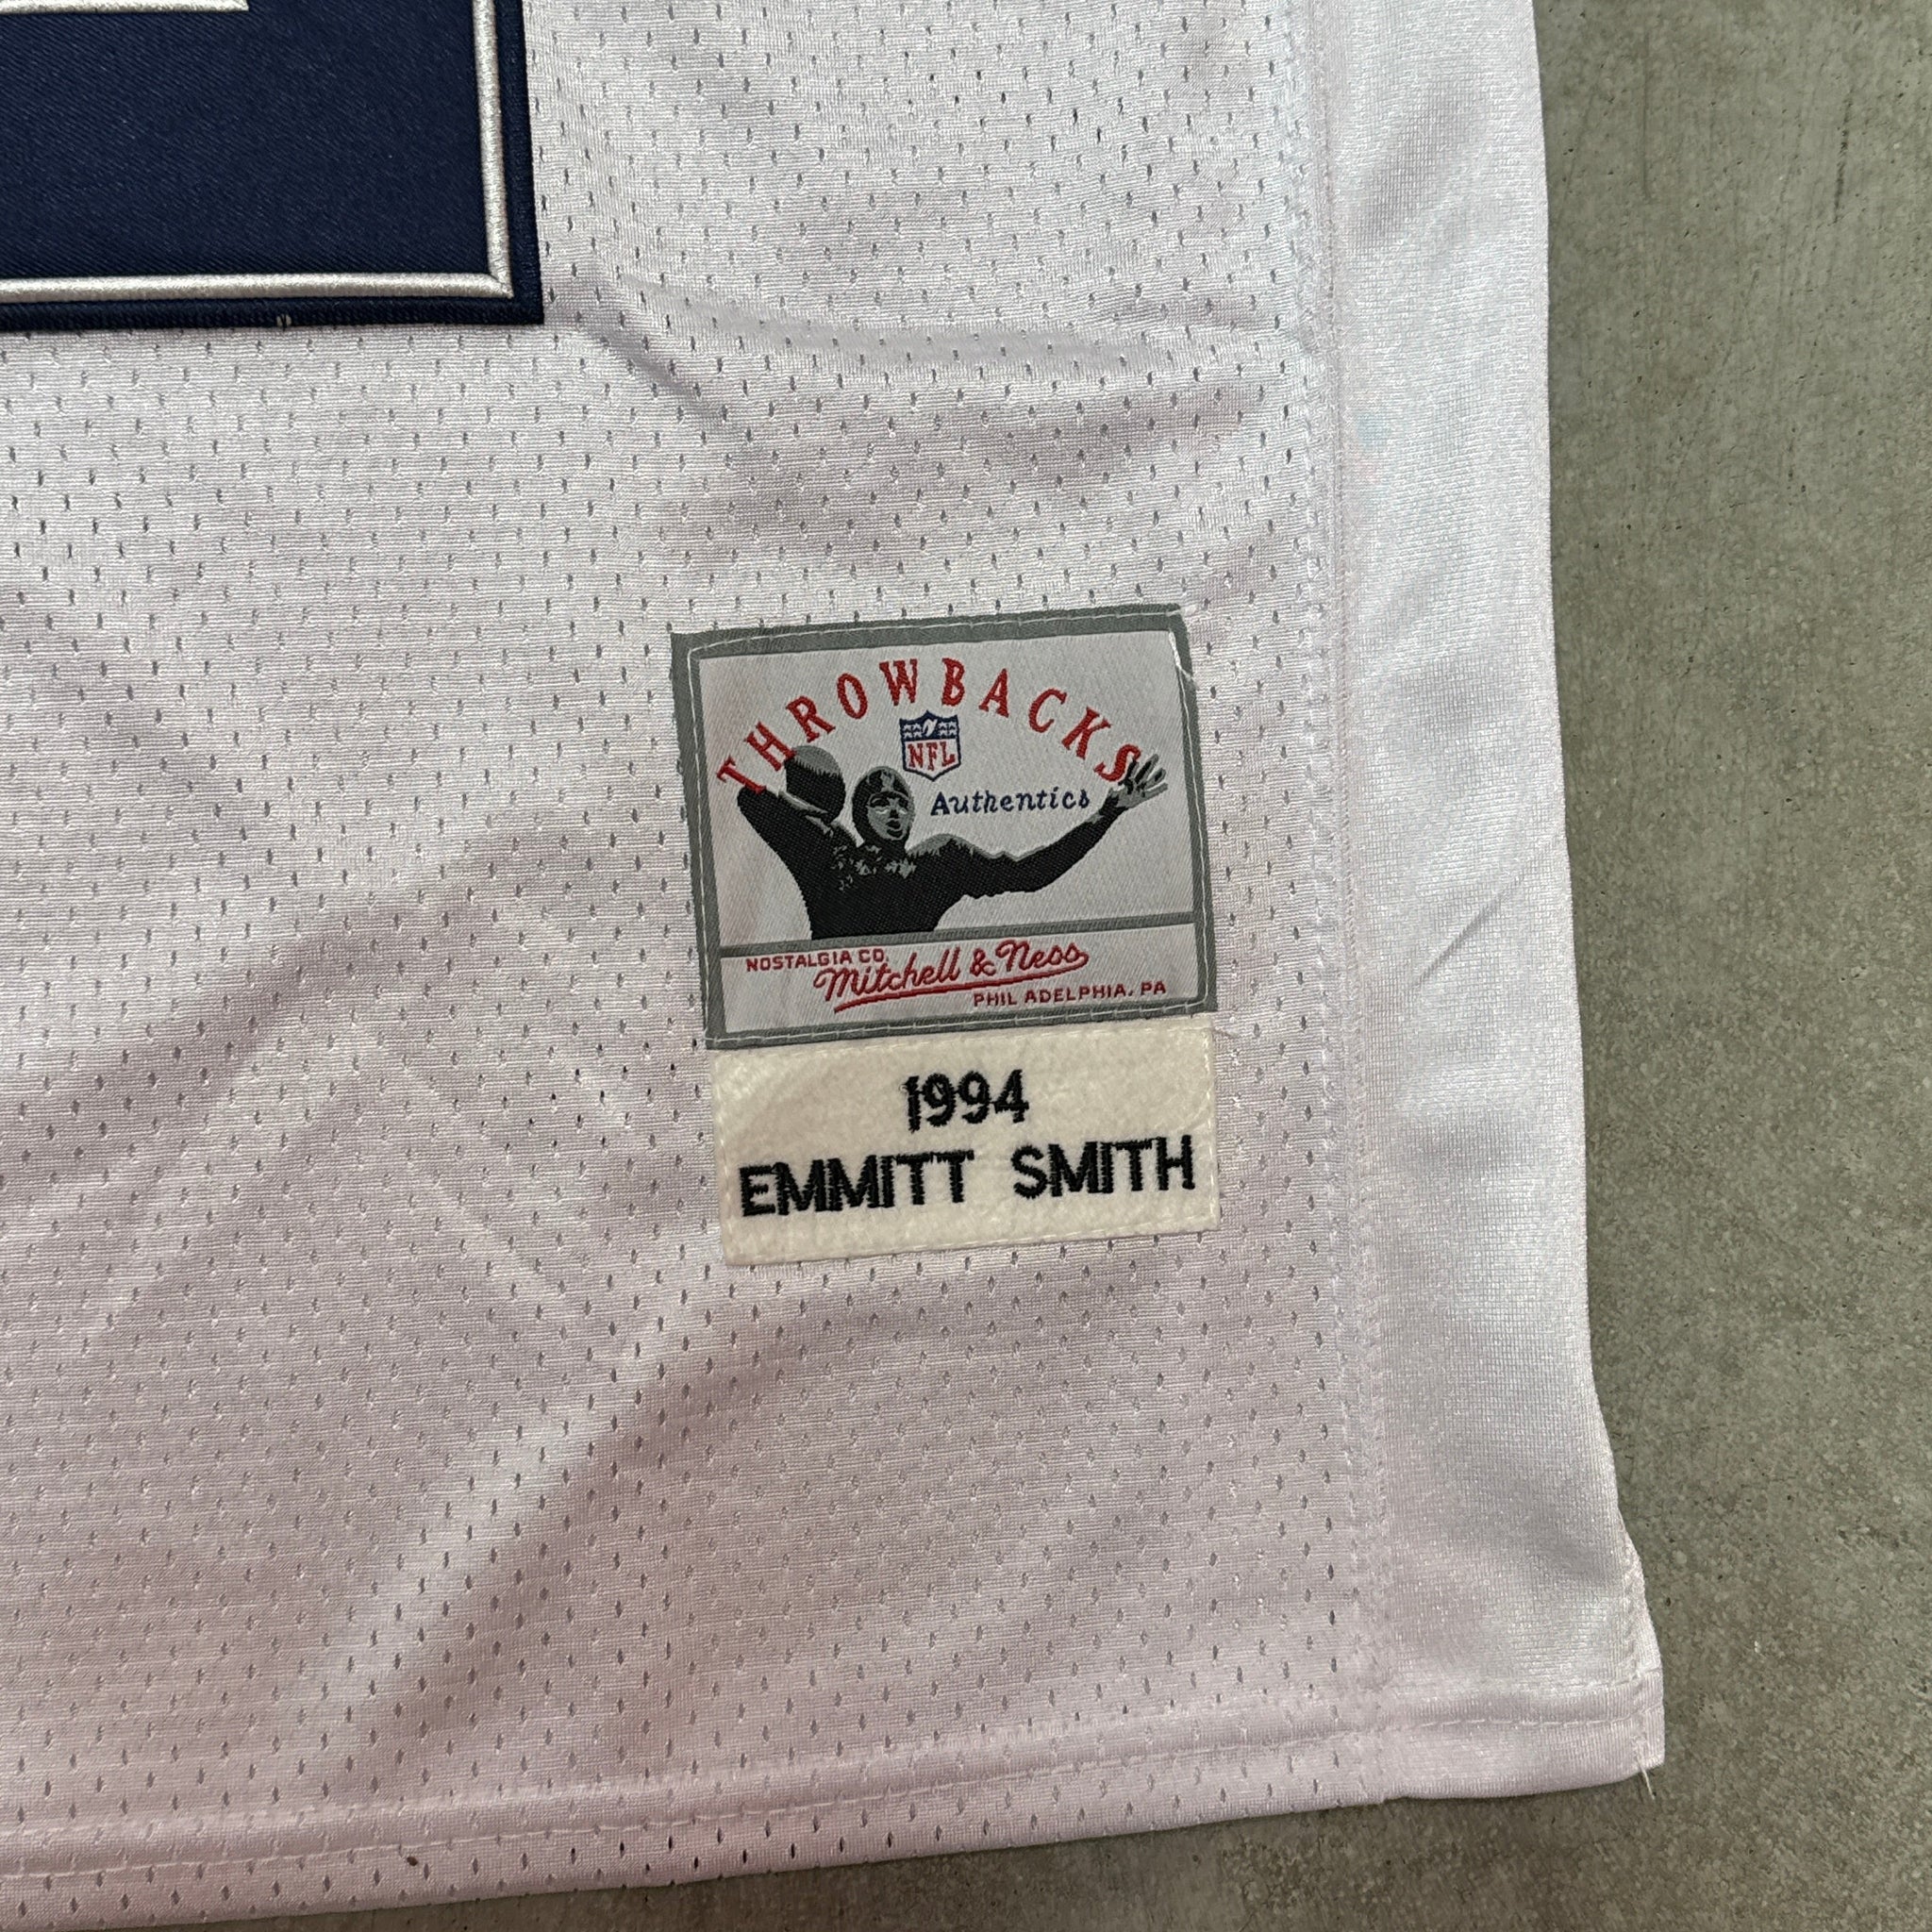 THROWBACKS
NFL
Authentics
NOSTALGIA CO.
Mitchell & Ness
PHIL ADELPHIA, PA
1994
EMMITT SMITH